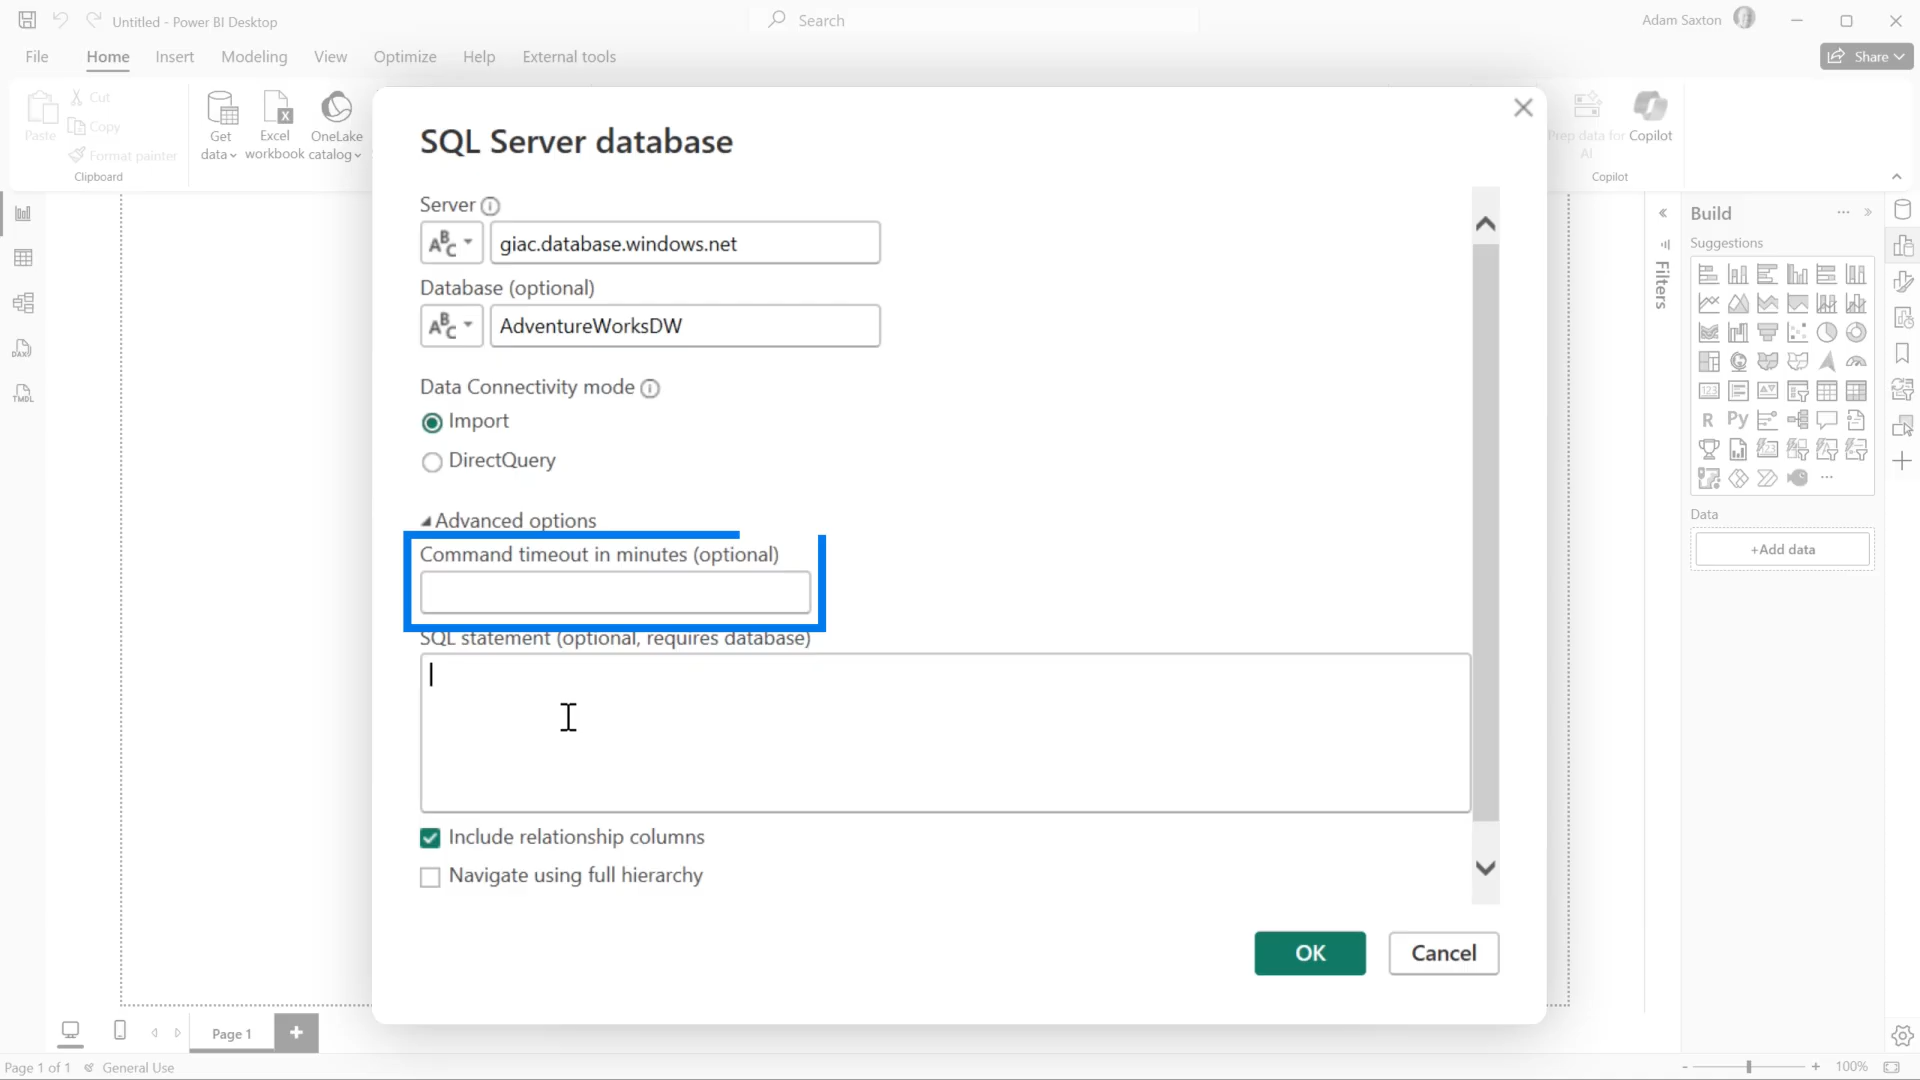 Untitled - Power BI Desktop
Search
Adam Saxton
File
Home
Insert
Modeling
View
Optimize
Help
External tools
Share
Paste
Cut
Copy
Format painter
Clipboard
Get
data
Excel
workbook
OneLake
catalog
Prep data for
AI
Copilot
Copilot
SQL Server database
Server
giac.database.windows.net
Database (optional)
AdventureWorksDW
Data Connectivity mode
Import
DirectQuery
Advanced options
Command timeout in minutes (optional)
SQL statement (optional, requires database)
Include relationship columns
Navigate using full hierarchy
OK
Cancel
DAX
TMDL
Filters
Build
Suggestions
R
Py
123
Data
+Add data
Page 1
Page 1 of 1
General Use
100%